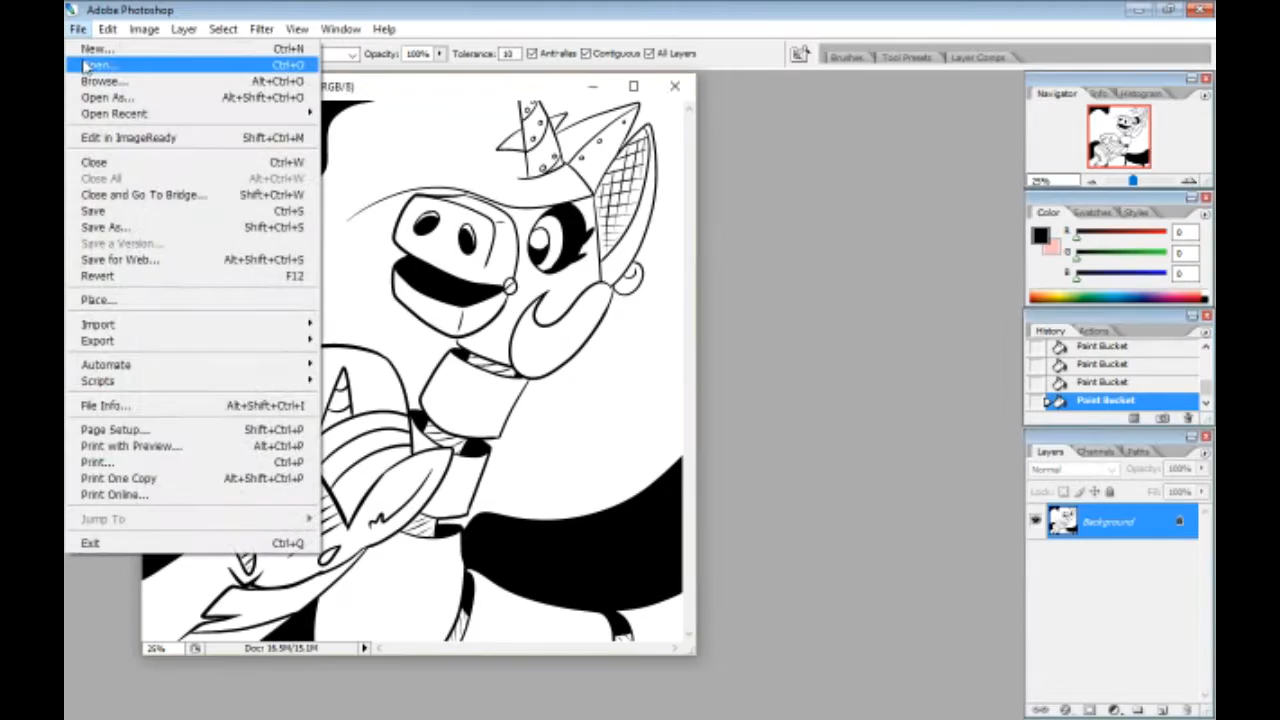 Adobe Photoshop
File Edit Image Layer Select Filter View Window Help
Opacity: 100% Tolerance: 10 Anti-alias Contiguous All Layers
Brushes Tool Presets Layer Comps
New... Ctrl+N
Open... Ctrl+O
Browse... Alt+Ctrl+O
Open As... Alt+Shift+Ctrl+O
Open Recent
Edit in ImageReady Shift+Ctrl+M
Close Ctrl+W
Close All Alt+Ctrl+W
Close and Go To Bridge... Shift+Ctrl+W
Save Ctrl+S
Save As... Shift+Ctrl+S
Save a Version...
Save for Web... Alt+Shift+Ctrl+S
Revert F12
Place...
Import
Export
Automate
Scripts
File Info... Alt+Shift+Ctrl+I
Page Setup... Shift+Ctrl+P
Print with Preview... Alt+Ctrl+P
Print... Ctrl+P
Print One Copy Alt+Shift+Ctrl+P
Print Online...
Jump To
Exit Ctrl+Q
RGB/8)
25% Doc: 16.5M/15.1M
Navigator Info Histogram
25%
Color Swatches Styles
R 0
G 0
B 0
History Actions
Paint Bucket
Paint Bucket
Paint Bucket
Paint Bucket
Layers Channels Paths
Normal Opacity: 100%
Lock: Fill: 100%
Background